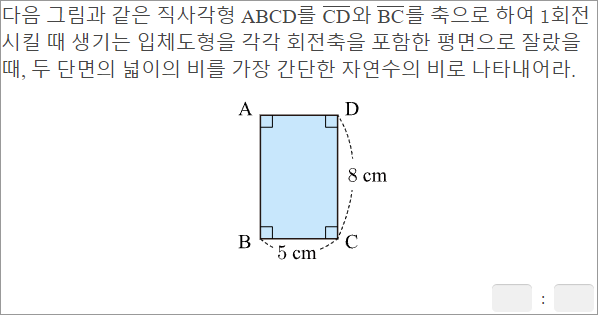 다음 그림과 같은 직사각형 ABCD를 CD와 BC를 축으로 하여 1회전
시킬 때 생기는 입체도형을 각각 회전축을 포함한 평면으로 잘랐을
때, 두 단면의 넓이의 비를 가장 간단한 자연수의 비로 나타내어라.
A D
8 cm
B C
5 cm
: